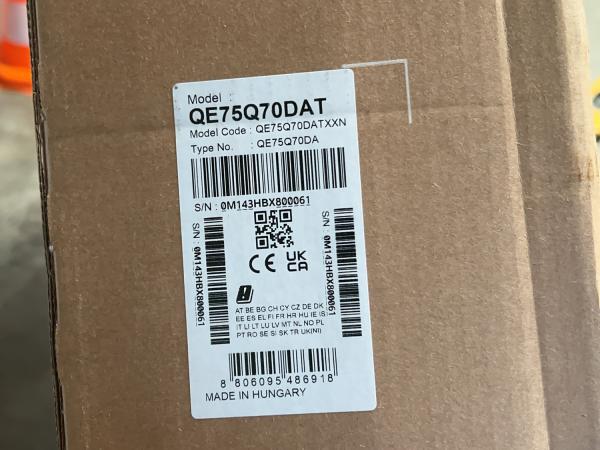 Model :
QE75Q70DAT
Model Code : QE75Q70DATXXN
Type No. : QE75Q70DA
S/N : 0M143HBX800061
S/N : 0M143HBX800061
S/N : 0M143HBX800061
CE UK CA
AT BE BG CH CY CZ DE DK
EE ES EL FI FR HR HU IE IS
IT LI LT LU LV MT NL NO PL
PT RO SE SI SK TR UK(NI)
8 806095 486918
MADE IN HUNGARY